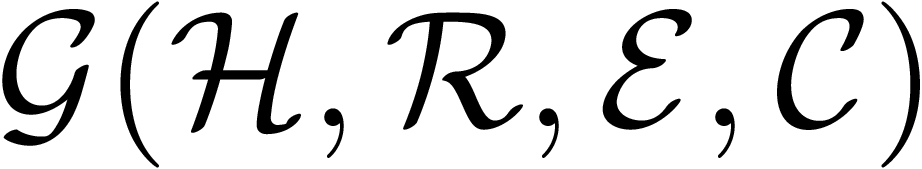 𝒢(ℋ, ℛ, ℰ, 𝒞)